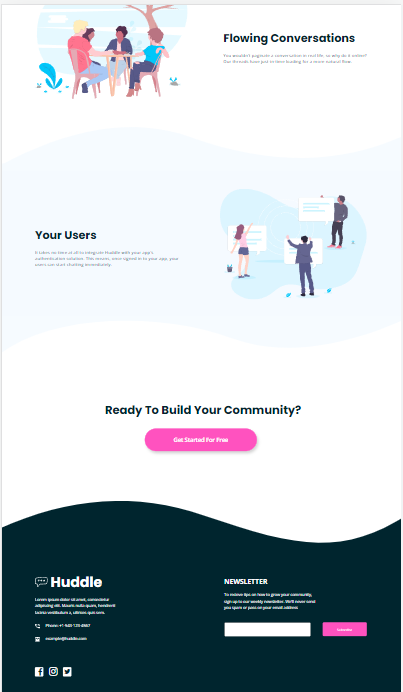 Flowing Conversations
You wouldn't paginate a conversation in real life, so why do it online?
Our threads have just-in-time loading for a more natural flow.
Your Users
It takes no time at all to integrate Huddle with your app's
authentication solution. This means, once signed in to your app, your
users can start chatting immediately.
Ready To Build Your Community?
Get Started For Free
Huddle
NEWSLETTER
Lorem ipsum dolor sit amet, consectetur
adipiscing elit. Mauris nulla quam, hendrerit
lacinia vestibulum a, ultrices quis sem.
To receive tips on how to grow your community,
sign up to our weekly newsletter. We'll never send
you spam or pass on your email address
Phone: +1-543-123-4567
Subscribe
example@huddle.com